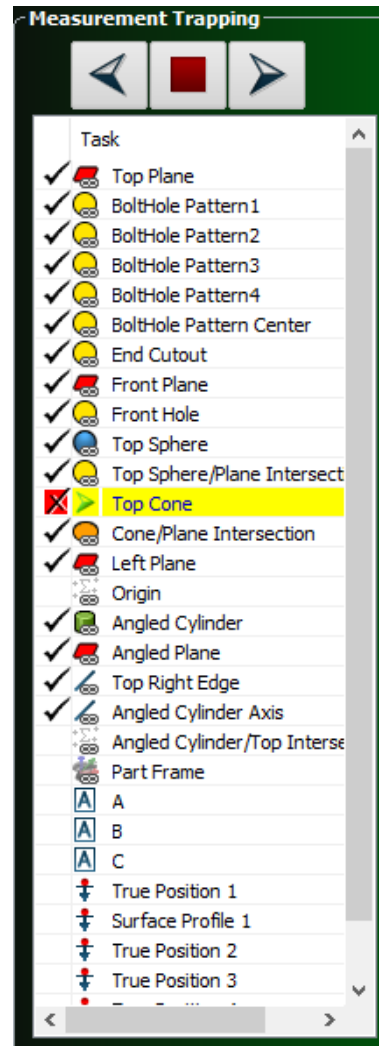 Measurement Trapping
Task
Top Plane
BoltHole Pattern1
BoltHole Pattern2
BoltHole Pattern3
BoltHole Pattern4
BoltHole Pattern Center
End Cutout
Front Plane
Front Hole
Top Sphere
Top Sphere/Plane Intersect
Top Cone
Cone/Plane Intersection
Left Plane
Origin
Angled Cylinder
Angled Plane
Top Right Edge
Angled Cylinder Axis
Angled Cylinder/Top Interse
Part Frame
A A
A B
A C
True Position 1
Surface Profile 1
True Position 2
True Position 3